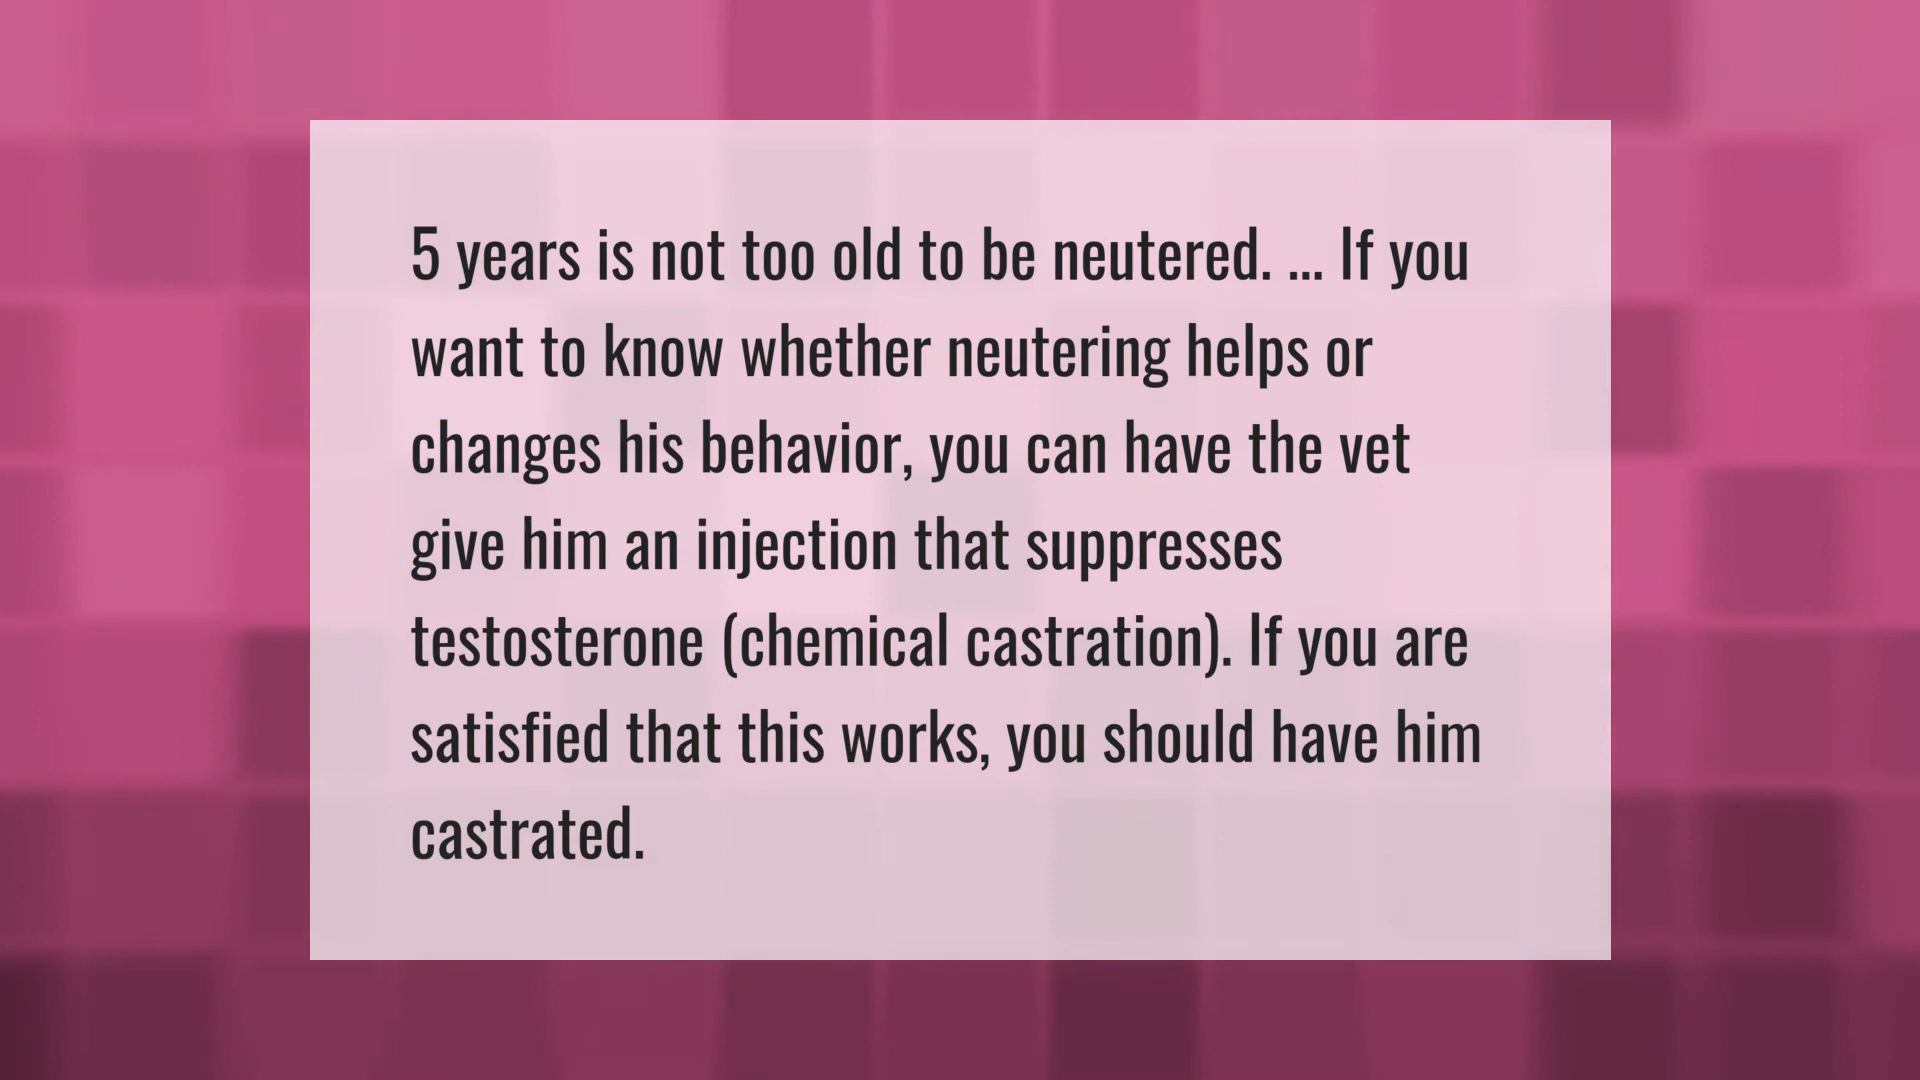 5 years is not too old to be neutered. ... If you
want to know whether neutering helps or
changes his behavior, you can have the vet
give him an injection that suppresses
testosterone (chemical castration). If you are
satisfied that this works, you should have him
castrated.